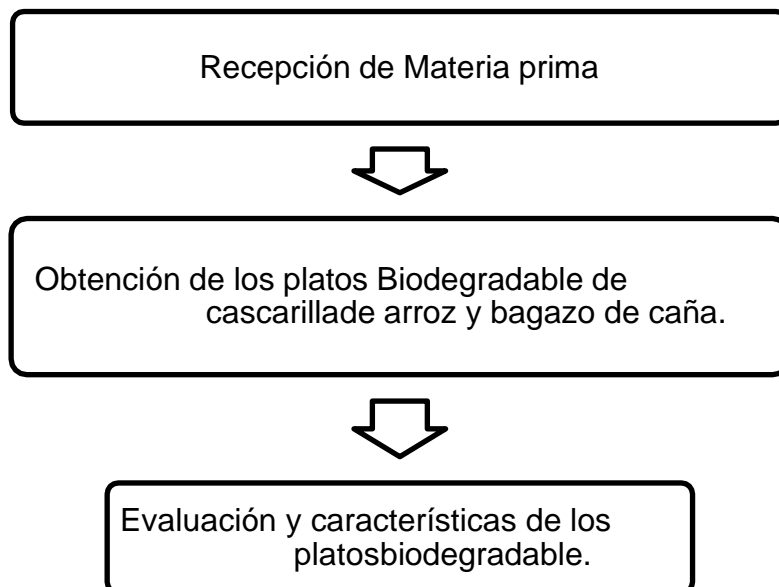 Recepción de Materia prima
Obtención de los platos Biodegradable de
cascarillade arroz y bagazo de caña.
Evaluación y características de los
platosbiodegradable.